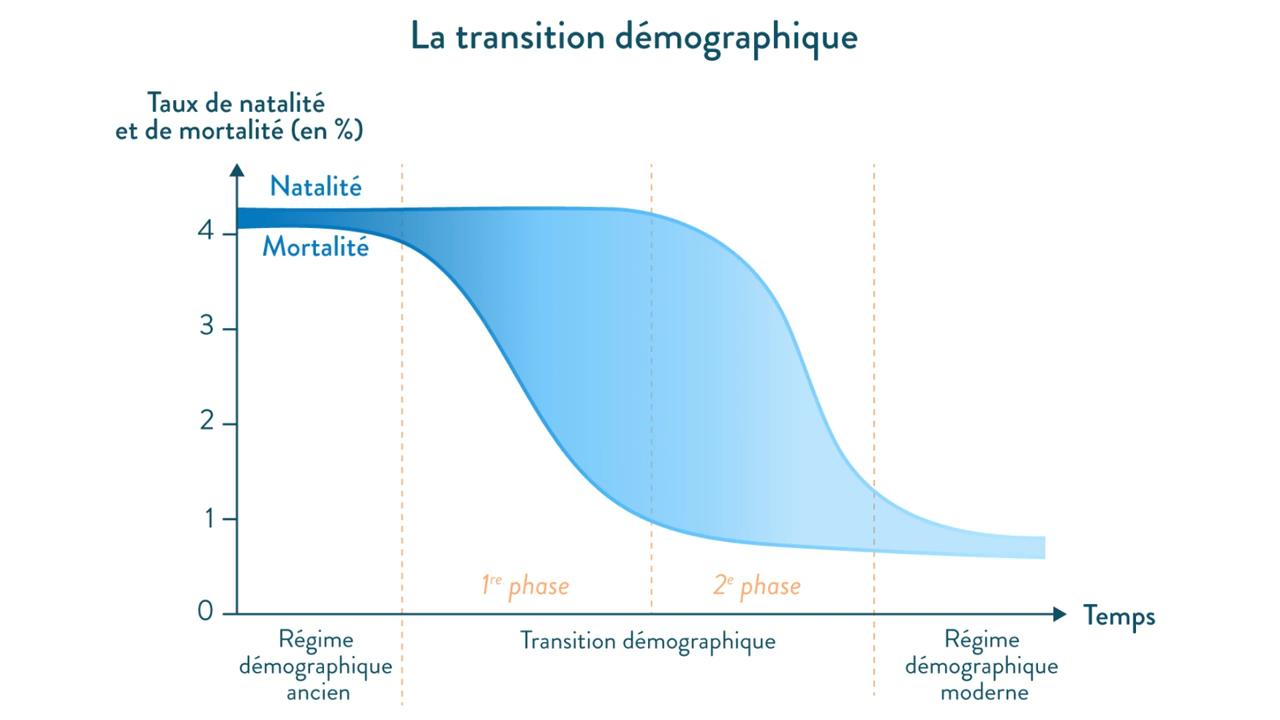 La transition démographique
Taux de natalité
et de mortalité (en %)
Natalité
Mortalité
4
3
2
1
0
1re phase
2e phase
Temps
Régime
démographique
ancien
Transition démographique
Régime
démographique
moderne